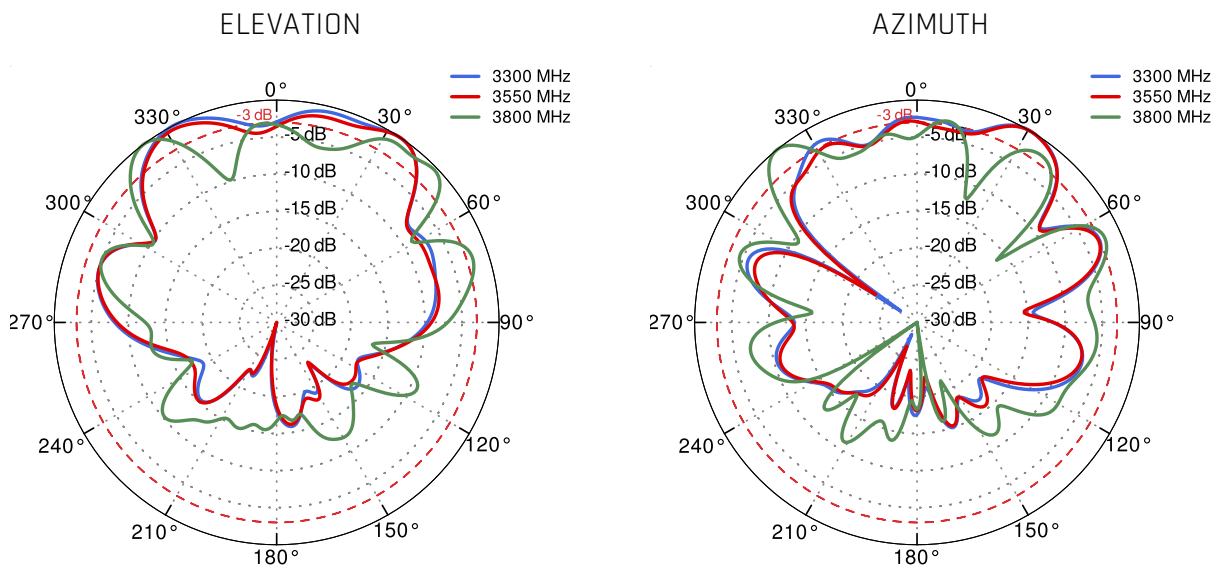 ELEVATION
3300 MHz
3550 MHz
3800 MHz
0°
330°
-3 dB
30°
-5 dB
-10 dB
300°
60°
-15 dB
-20 dB
-25 dB
270°
-30 dB
90°
240°
120°
210°
150°
180°
AZIMUTH
3300 MHz
3550 MHz
3800 MHz
0°
330°
-3 dB
30°
-5 dB
-10 dB
300°
60°
-15 dB
-20 dB
-25 dB
270°
-30 dB
90°
240°
120°
210°
150°
180°